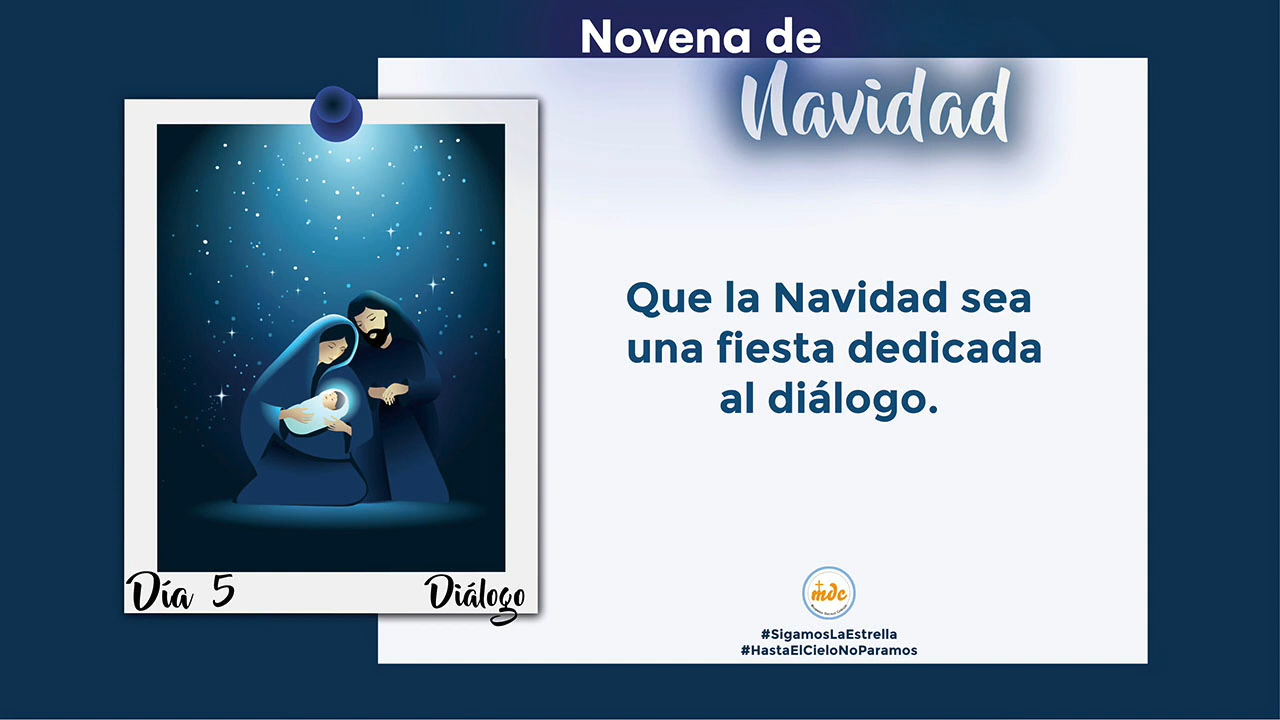 Novena de
Navidad
Que la Navidad sea
una fiesta dedicada
al diálogo.
Día 5
Diálogo
mdc
#SigamosLaEstrella
#HastaElCieloNoParamos